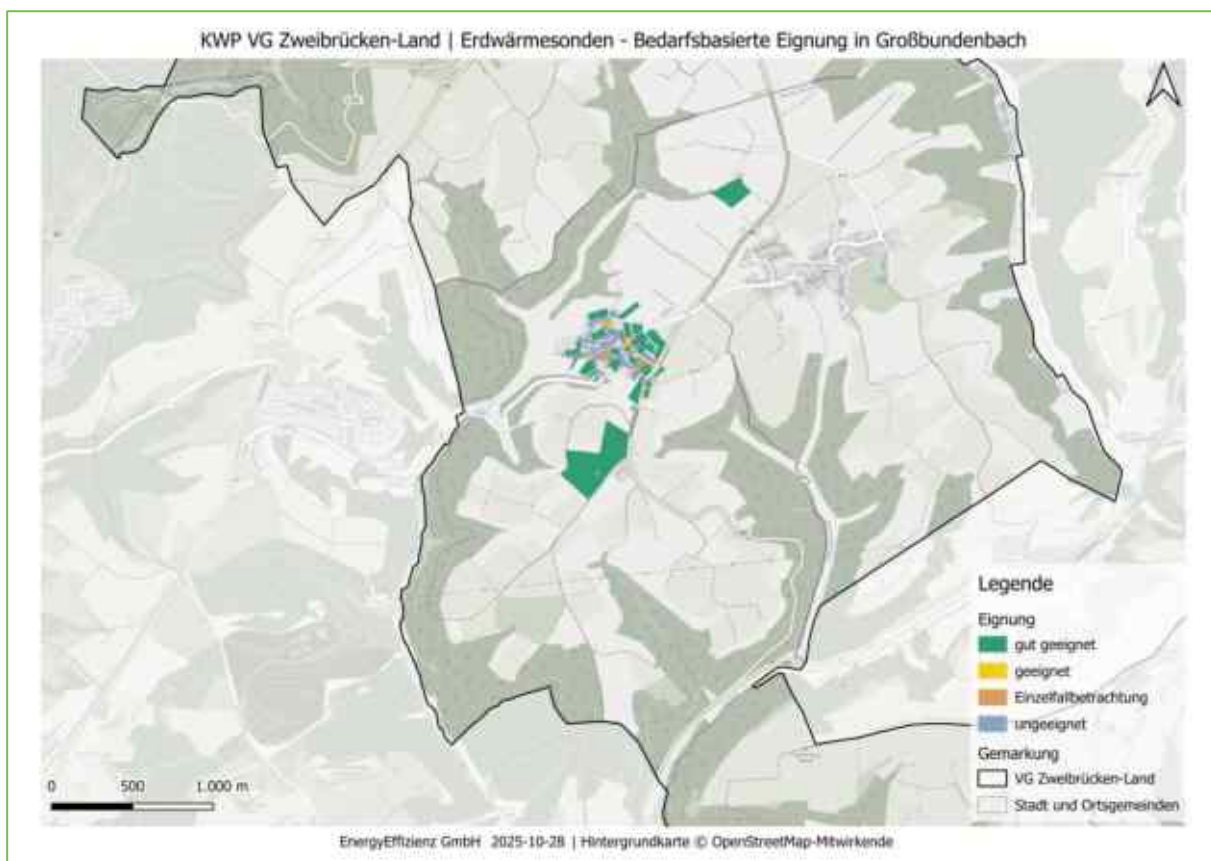 KWP VG Zweibrücken-Land | Erdwärmesonden - Bedarfsbasierte Eignung in Großbundenbach
Legende
Eignung
gut geeignet
geeignet
Einzelfallbetrachtung
ungeeignet
Gemarkung
VG Zweibrücken-Land
Stadt und Ortsgemeinden
0 500 1.000 m
EnergyEffizienz GmbH 2025-10-28 | Hintergrundkarte © OpenStreetMap-Mitwirkende